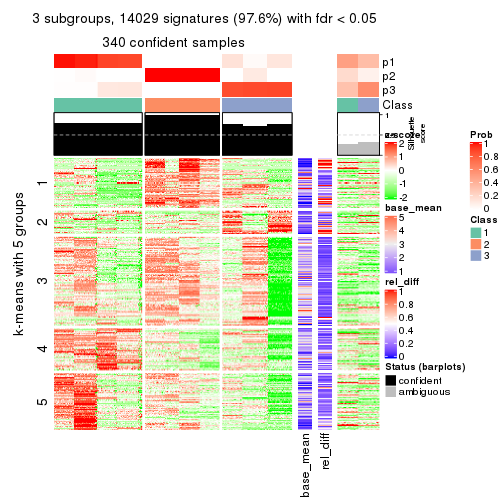 3 subgroups, 14029 signatures (97.6%) with fdr < 0.05
340 confident samples
p1
p2
p3
Class
1
Silhouette
score
z-score
2
1
0
-1
-2
base_mean
5
4
3
2
1
rel_diff
1
0.8
0.6
0.4
0.2
0
Status (barplots)
confident
ambiguous
Prob
1
0.8
0.6
0.4
0.2
0
Class
1
2
3
k-means with 5 groups
1
2
3
4
5
base_mean
rel_diff